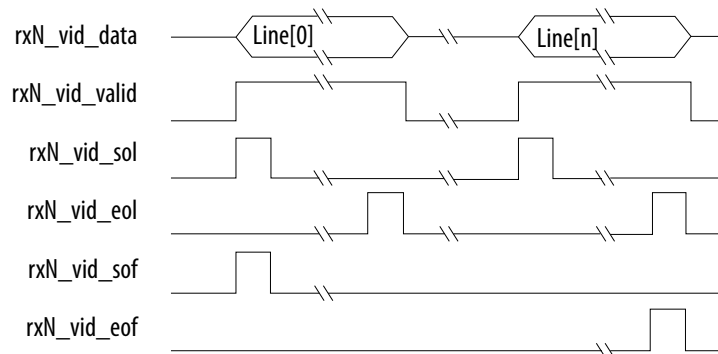 rxN_vid_data
Line[0]
Line[n]
rxN_vid_valid
rxN_vid_sol
rxN_vid_eol
rxN_vid_sof
rxN_vid_eof